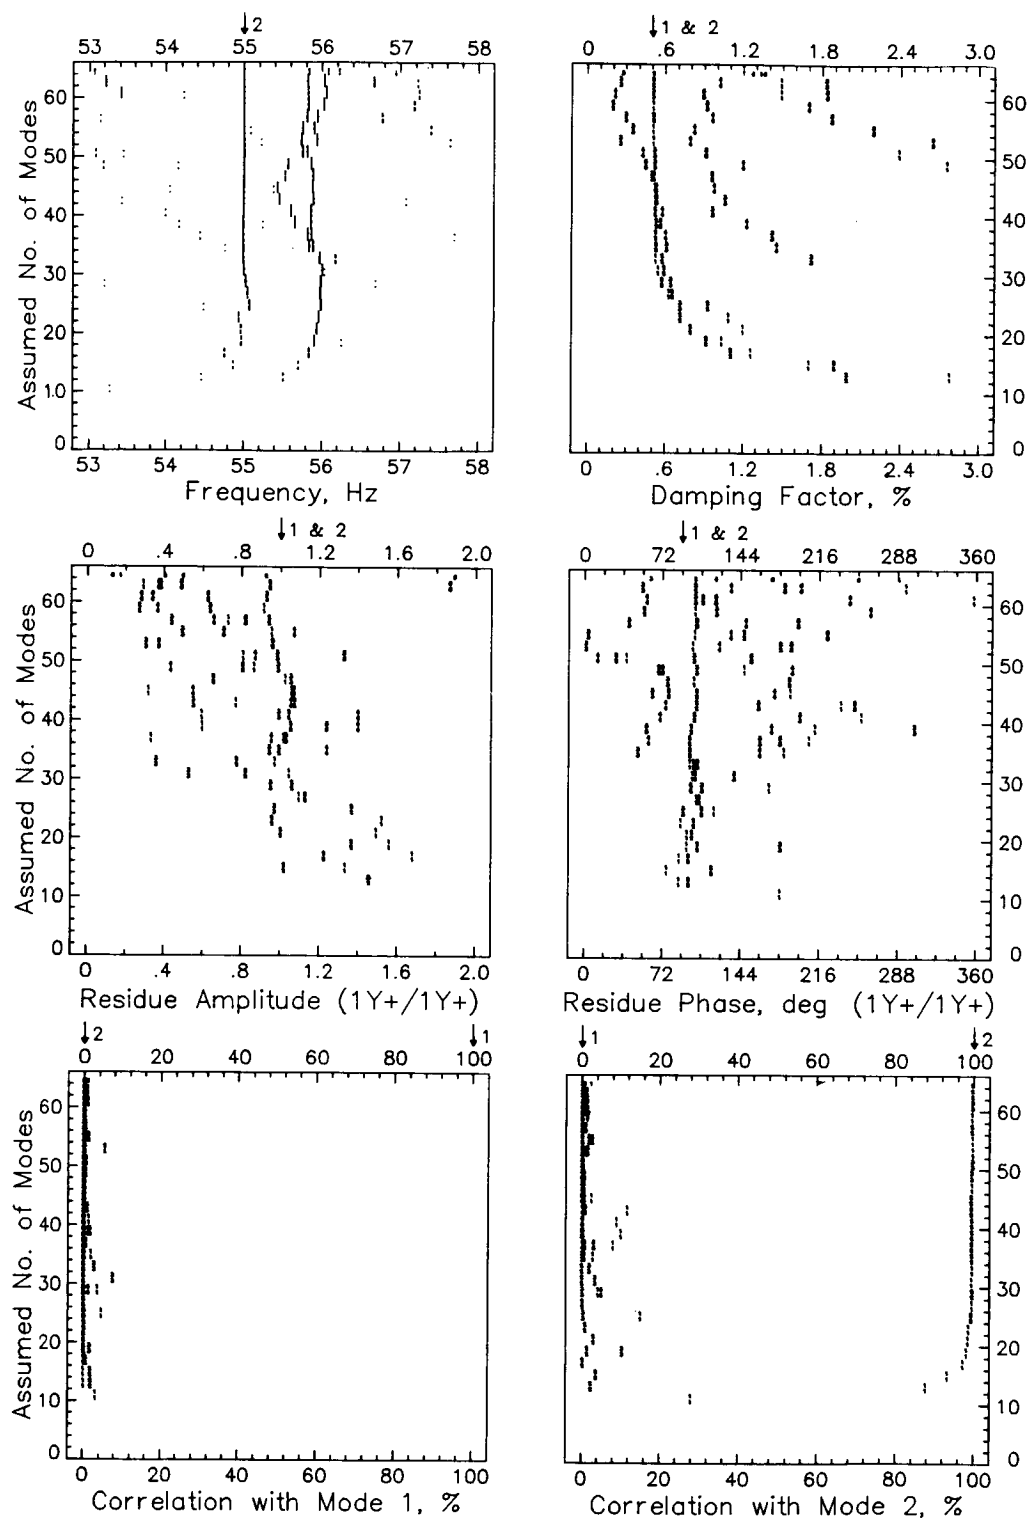 ↓2
53 54 55 56 57 58
Assumed No. of Modes
60
50
40
30
20
1.0
0
53 54 55 56 57 58
Frequency, Hz
↓1 & 2
0 .6 1.2 1.8 2.4 3.0
60
50
40
30
20
10
0
0 .6 1.2 1.8 2.4 3.0
Damping Factor, %
↓1 & 2
0 .4 .8 1.2 1.6 2.0
Assumed No. of Modes
60
50
40
30
20
10
0
0 .4 .8 1.2 1.6 2.0
Residue Amplitude (1Y+/1Y+)
↓1 & 2
0 72 144 216 288 360
60
50
40
30
20
10
0
0 72 144 216 288 360
Residue Phase, deg (1Y+/1Y+)
↓2 ↓1
0 20 40 60 80 100
Assumed No. of Modes
60
50
40
30
20
10
0
0 20 40 60 80 100
Correlation with Mode 1, %
↓1 ↓2
0 20 40 60 80 100
60
50
40
30
20
10
0
0 20 40 60 80 100
Correlation with Mode 2, %